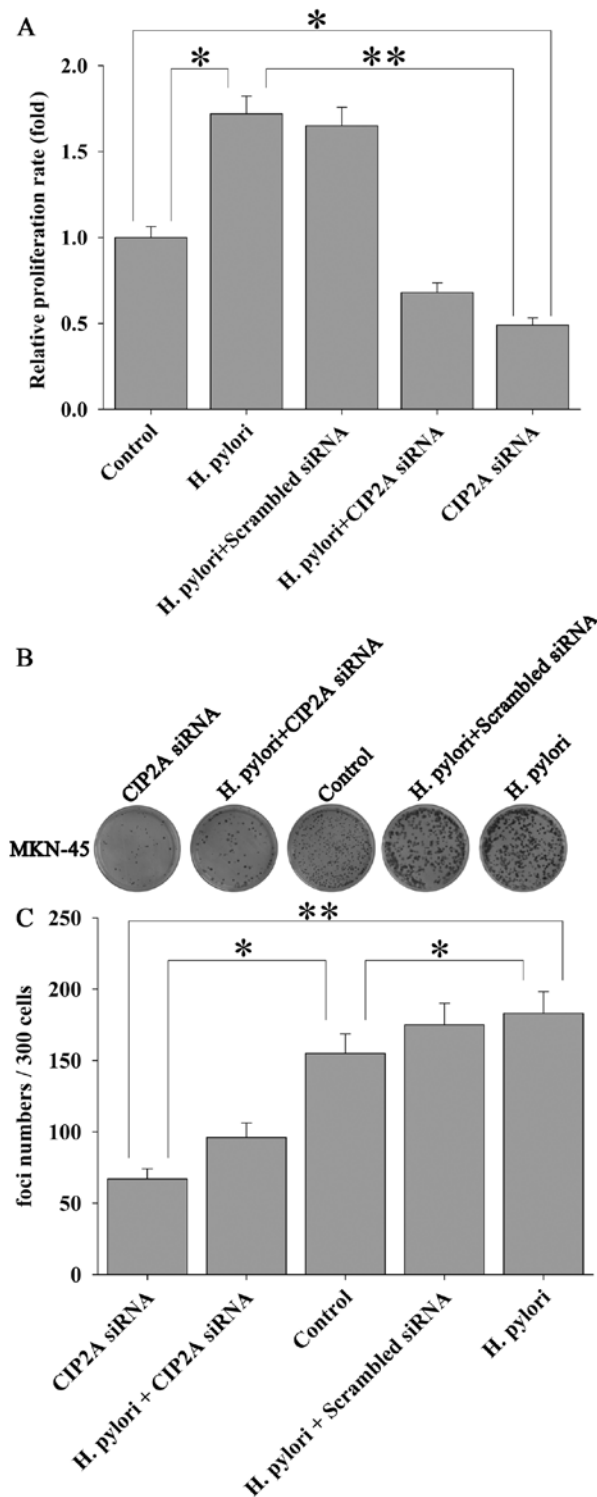 A
*
*
**
2.0
1.5
1.0
0.5
0.0
Relative proliferation rate (fold)
Control
H. pylori
H. pylori+Scrambled siRNA
H. pylori+CIP2A siRNA
CIP2A siRNA
B
CIP2A siRNA
H. pylori+CIP2A siRNA
Control
H. pylori+Scrambled siRNA
H. pylori
MKN-45
C
**
*
*
250
200
150
100
50
0
foci numbers / 300 cells
CIP2A siRNA
H. pylori + CIP2A siRNA
Control
H. pylori + Scrambled siRNA
H. pylori